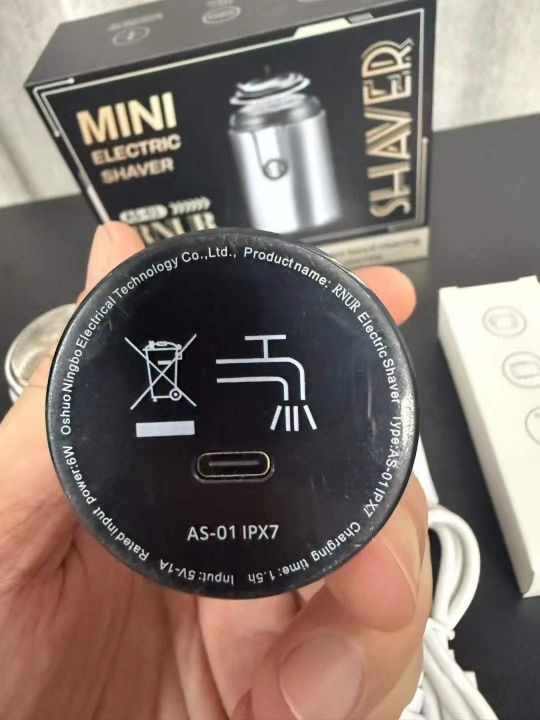 MINI
ELECTRIC
SHAVER
RNUR
SHAVER
Oshuo Ningbo Electrical Technology Co.,Ltd., Product name: RNUR Electric Shaver Type:AS-01 IPX7 Charging time:1.5h Input:5V-1A Rated Input power:6W
AS-01 IPX7